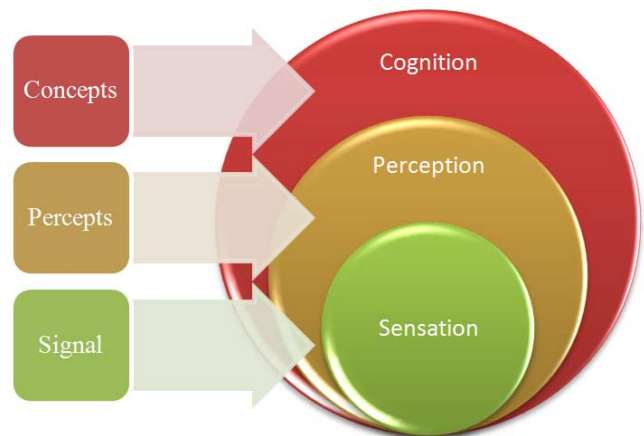 Concepts
Cognition
Percepts
Perception
Signal
Sensation